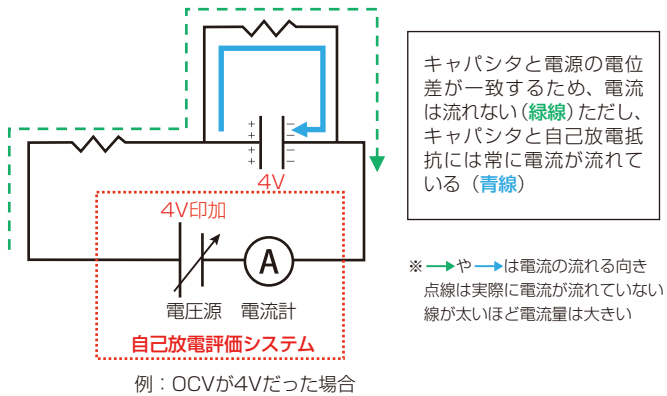 キャパシタと電源の電位
差が一致するため、電流
は流れない（緑線）ただし、
キャパシタと自己放電抵
抗には常に電流が流れて
いる（青線）
+ −
+ −
+ −
+ −
4V
4V印加
A
電圧源 電流計
自己放電評価システム
※→や→は電流の流れる向き
点線は実際に電流が流れていない
線が太いほど電流量は大きい
例：OCVが4Vだった場合